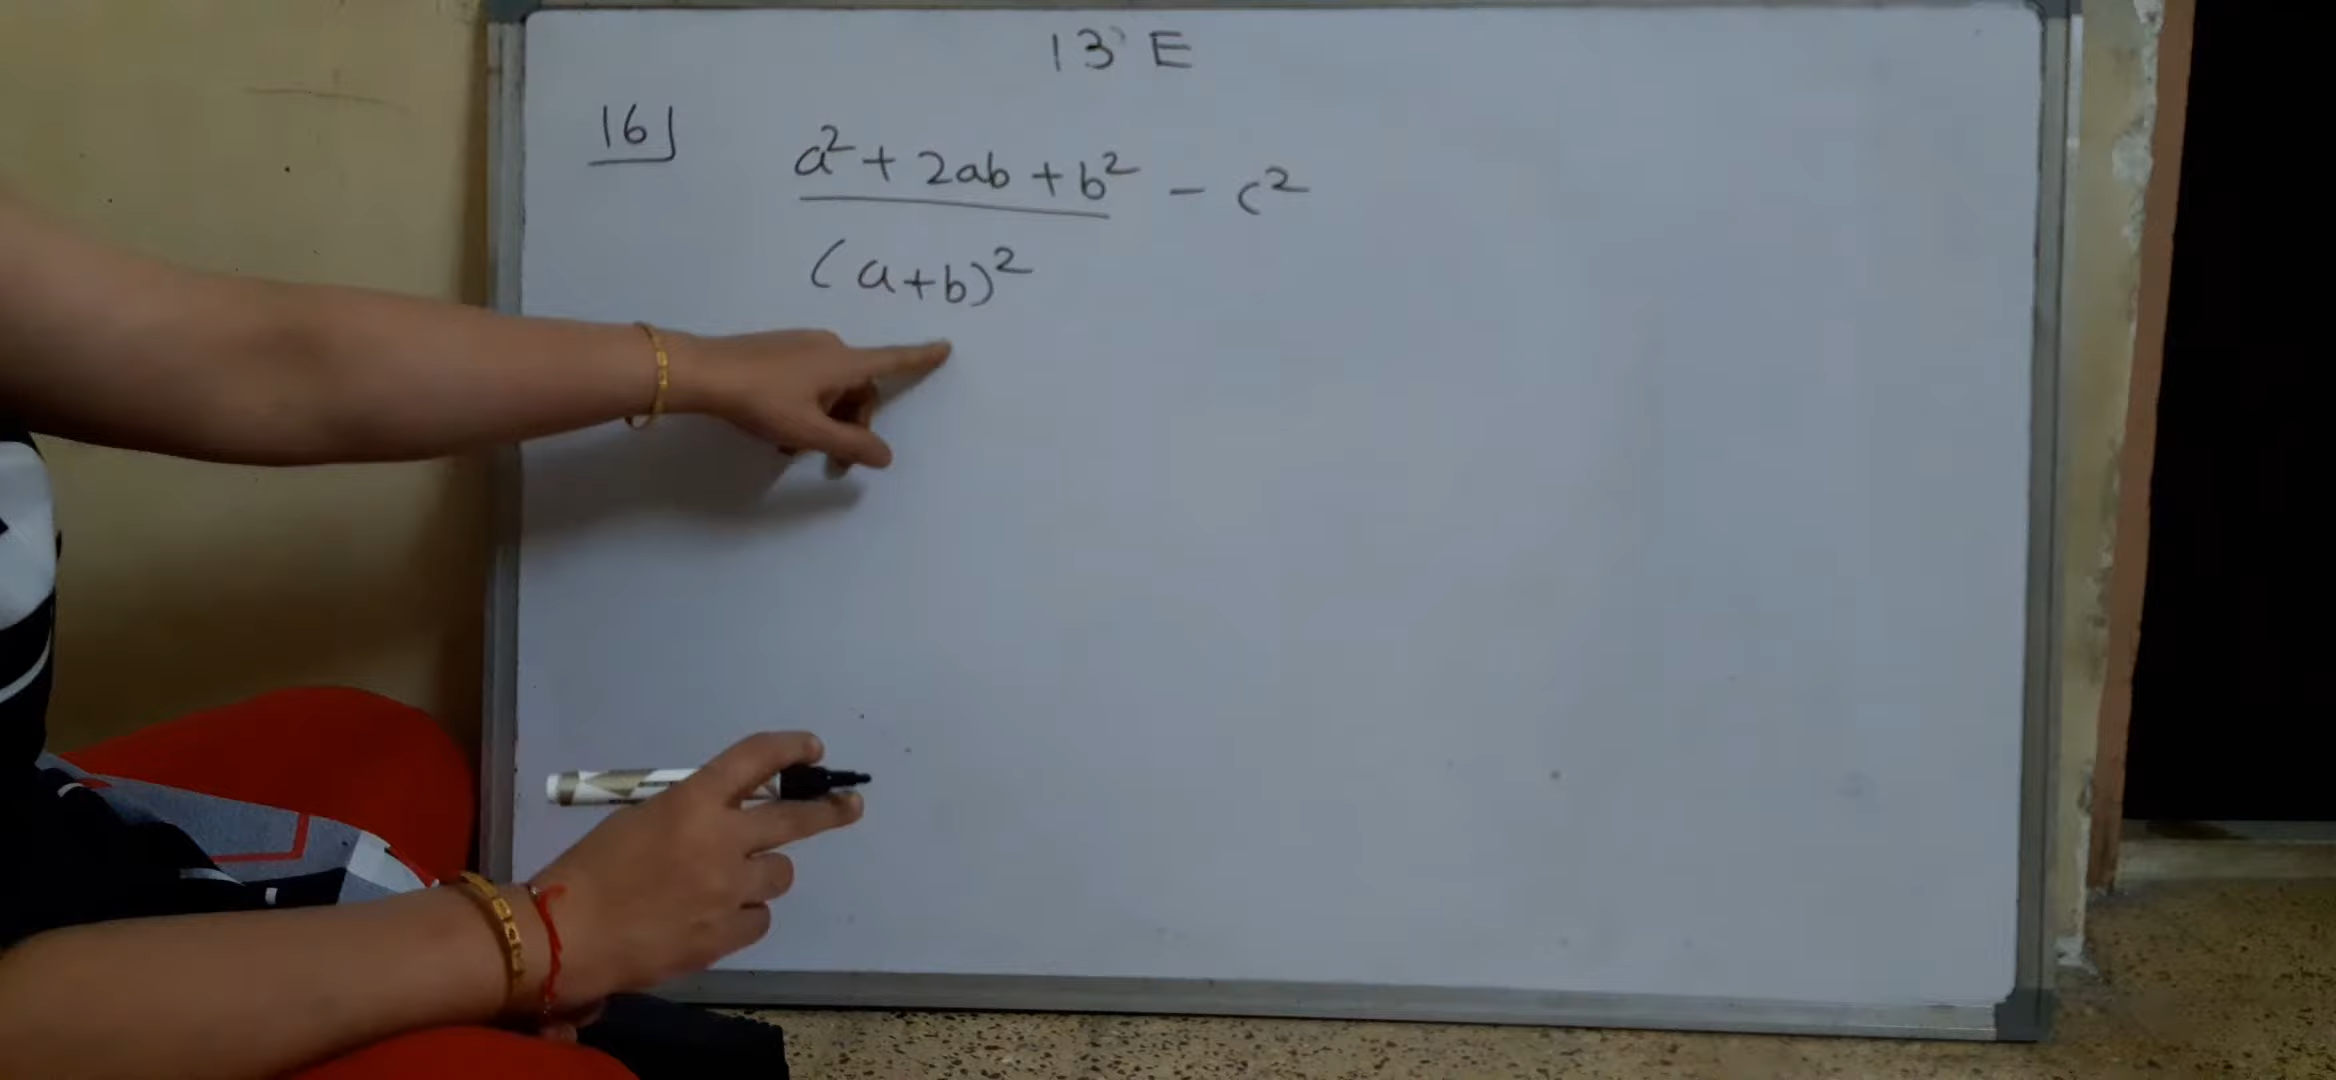 13 E
16] a² + 2ab + b² - c²
(a+b)²